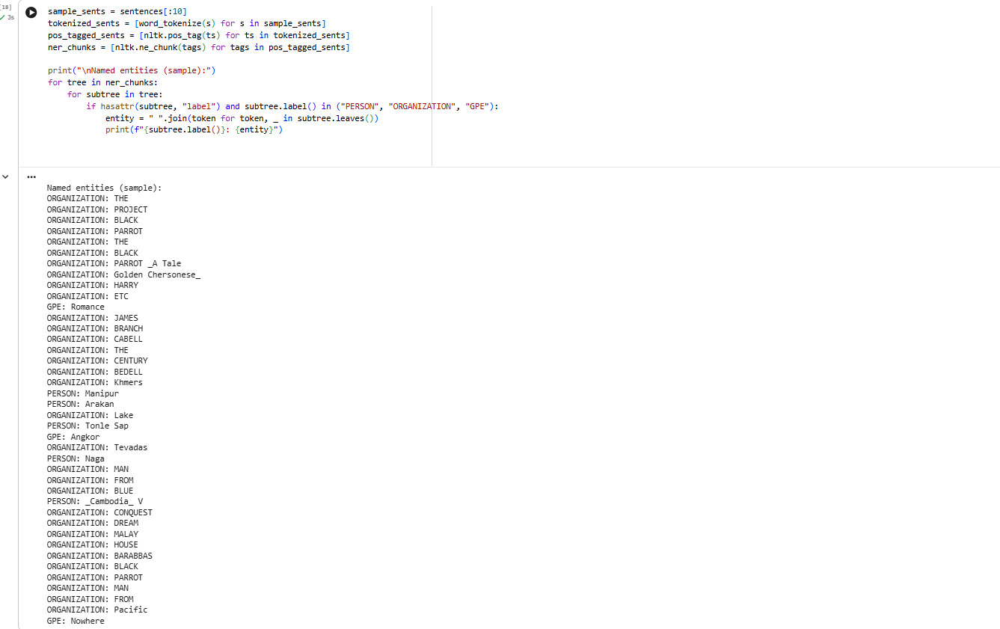 [18]
3s
sample_sents = sentences[:10]
tokenized_sents = [word_tokenize(s) for s in sample_sents]
pos_tagged_sents = [nltk.pos_tag(ts) for ts in tokenized_sents]
ner_chunks = [nltk.ne_chunk(tags) for tags in pos_tagged_sents]

print("\nNamed entities (sample):")
for tree in ner_chunks:
    for subtree in tree:
        if hasattr(subtree, "label") and subtree.label() in ("PERSON", "ORGANIZATION", "GPE"):
            entity = " ".join(token for token, _ in subtree.leaves())
            print(f"{subtree.label()}: {entity}")
Named entities (sample):
ORGANIZATION: THE
ORGANIZATION: PROJECT
ORGANIZATION: BLACK
ORGANIZATION: PARROT
ORGANIZATION: THE
ORGANIZATION: BLACK
ORGANIZATION: PARROT _A Tale
ORGANIZATION: Golden Chersonese_
ORGANIZATION: HARRY
ORGANIZATION: ETC
GPE: Romance
ORGANIZATION: JAMES
ORGANIZATION: BRANCH
ORGANIZATION: CABELL
ORGANIZATION: THE
ORGANIZATION: CENTURY
ORGANIZATION: BEDELL
ORGANIZATION: Khmers
PERSON: Manipur
PERSON: Arakan
ORGANIZATION: Lake
PERSON: Tonle Sap
GPE: Angkor
ORGANIZATION: Tevadas
PERSON: Naga
ORGANIZATION: MAN
ORGANIZATION: FROM
ORGANIZATION: BLUE
PERSON: _Cambodia_ V
ORGANIZATION: CONQUEST
ORGANIZATION: DREAM
ORGANIZATION: MALAY
ORGANIZATION: HOUSE
ORGANIZATION: BARABBAS
ORGANIZATION: BLACK
ORGANIZATION: PARROT
ORGANIZATION: MAN
ORGANIZATION: FROM
ORGANIZATION: Pacific
GPE: Nowhere